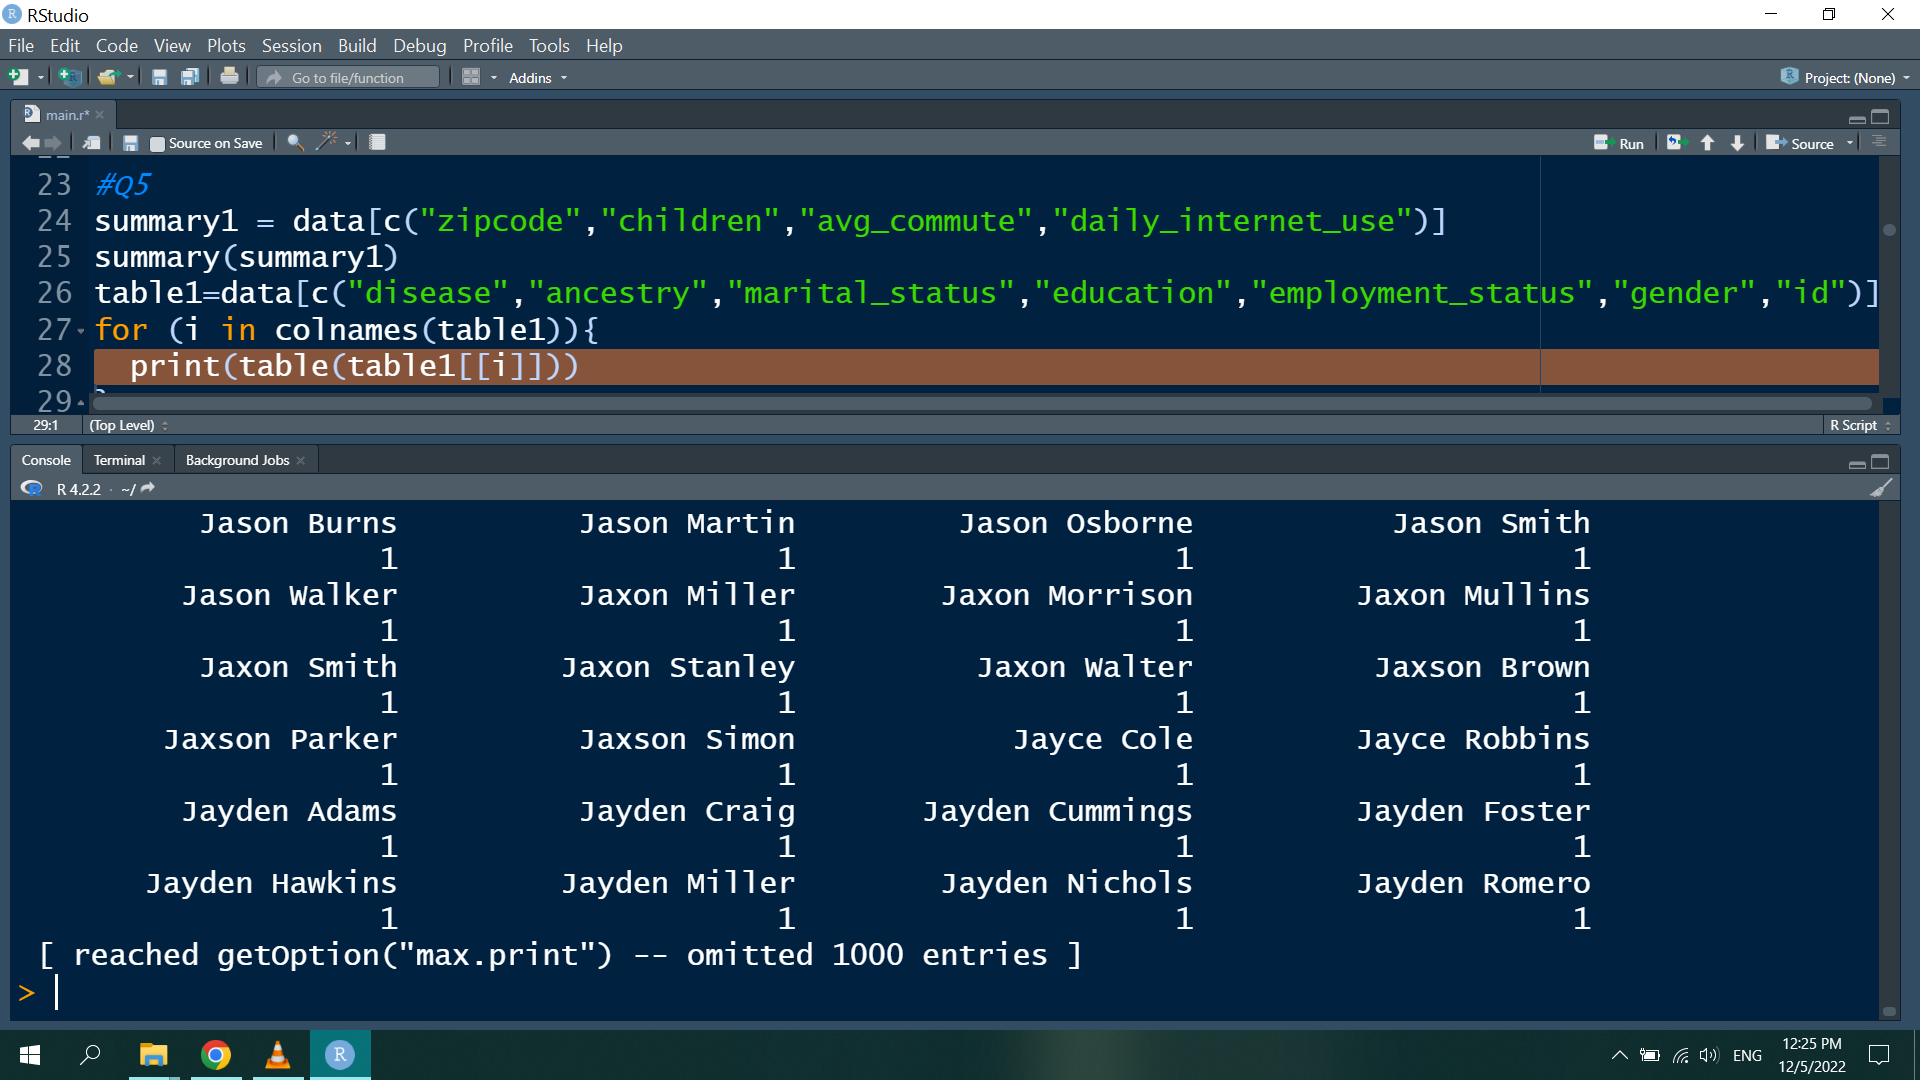 RStudio
File Edit Code View Plots Session Build Debug Profile Tools Help
Go to file/function Addins Project: (None)
main.r*
Source on Save Run Source
23 #Q5
24 summary1 = data[c("zipcode","children","avg_commute","daily_internet_use")]
25 summary(summary1)
26 table1=data[c("disease","ancestry","marital_status","education","employment_status","gender","id")]
27 for (i in colnames(table1)){
28 print(table(table1[[i]]))
29
29:1 (Top Level) R Script
Console Terminal Background Jobs
R 4.2.2 · ~/
Jason Burns Jason Martin Jason Osborne Jason Smith
1 1 1 1
Jason Walker Jaxon Miller Jaxon Morrison Jaxon Mullins
1 1 1 1
Jaxon Smith Jaxon Stanley Jaxon Walter Jaxson Brown
1 1 1 1
Jaxson Parker Jaxson Simon Jayce Cole Jayce Robbins
1 1 1 1
Jayden Adams Jayden Craig Jayden Cummings Jayden Foster
1 1 1 1
Jayden Hawkins Jayden Miller Jayden Nichols Jayden Romero
1 1 1 1
[ reached getOption("max.print") -- omitted 1000 entries ]
>
ENG 12:25 PM
12/5/2022